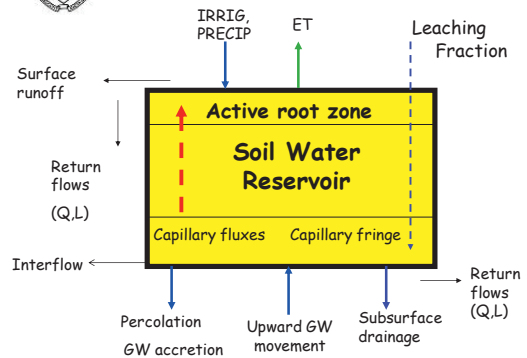 IRRIG,
PRECIP
ET
Leaching
Fraction
Surface
runoff
Active root zone
Return
flows
(Q,L)
Soil Water
Reservoir
Capillary fluxes
Capillary fringe
Interflow
Return
flows
(Q,L)
Percolation
GW accretion
Upward GW
movement
Subsurface
drainage